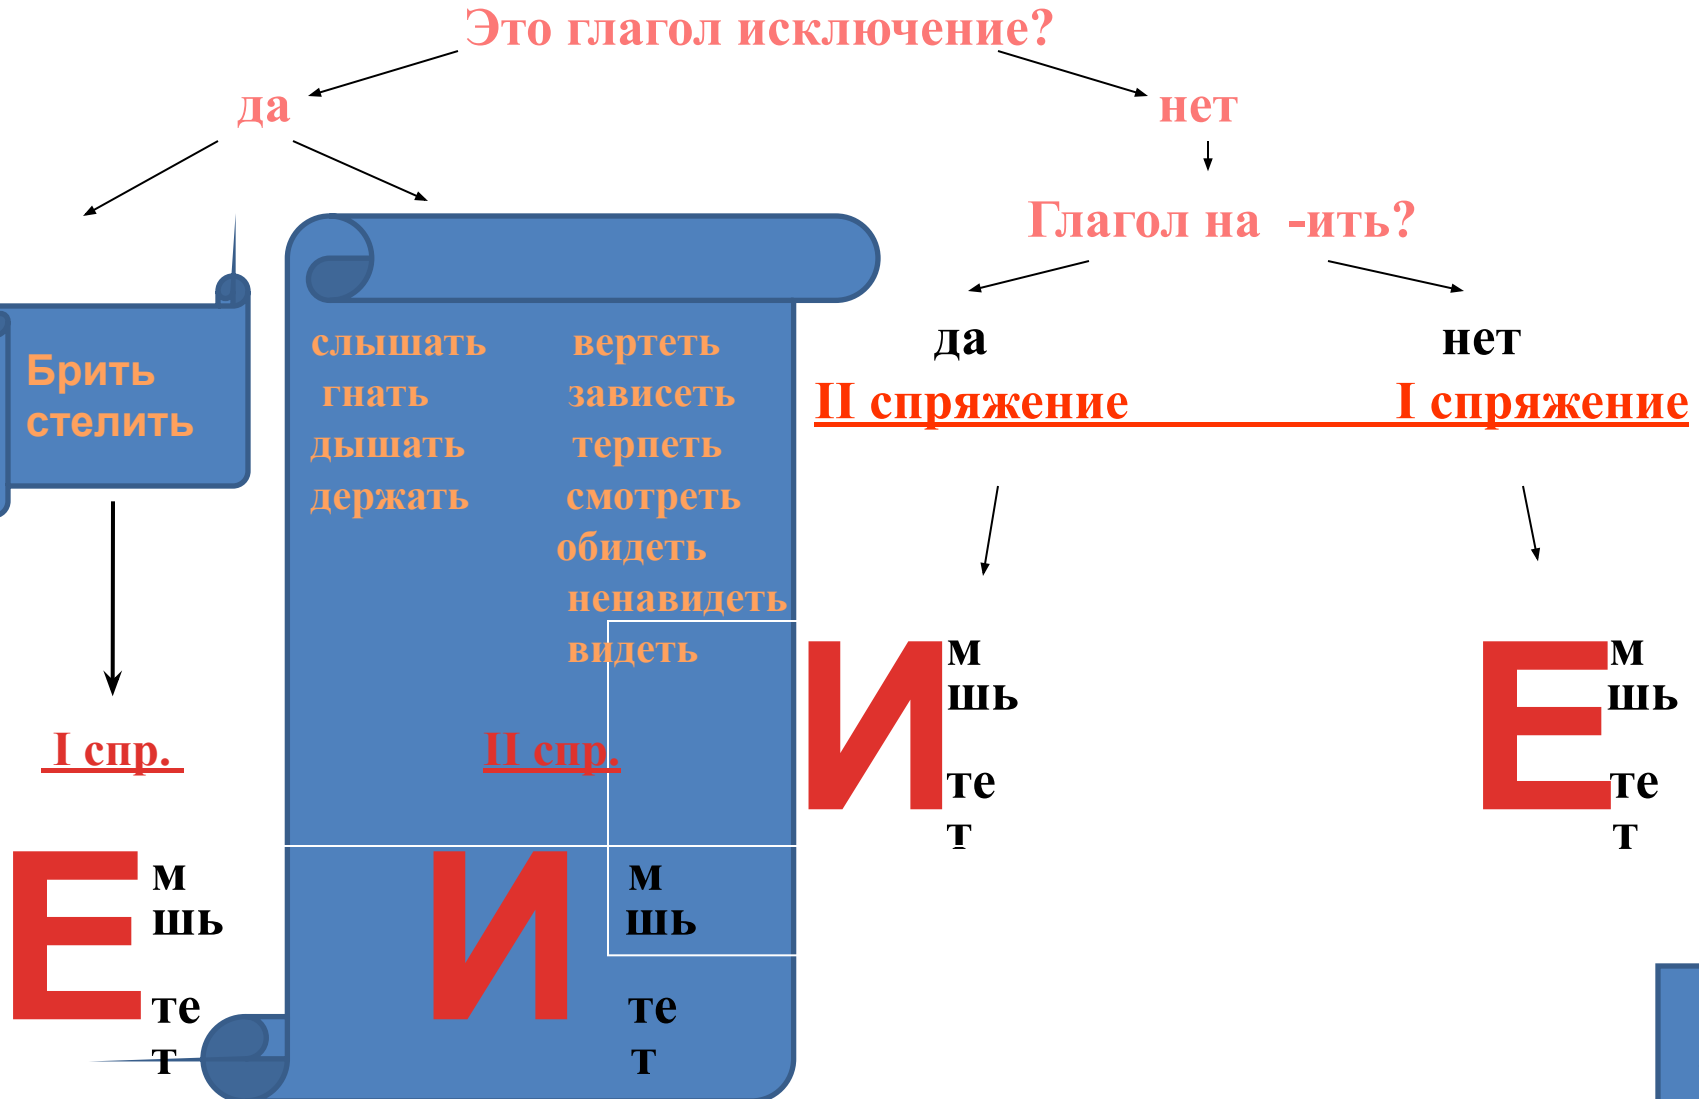 Это глагол исключение?
да
нет
Глагол на -ить?
да
нет
II спряжение
I спряжение
Брить
стелить
слышать вертеть
гнать зависеть
дышать терпеть
держать смотреть
обидеть
ненавидеть
видеть
I спр.
II спр.
И
м
шь
те
т
Е
м
шь
те
т
Е
м
шь
те
т
И
м
шь
те
т